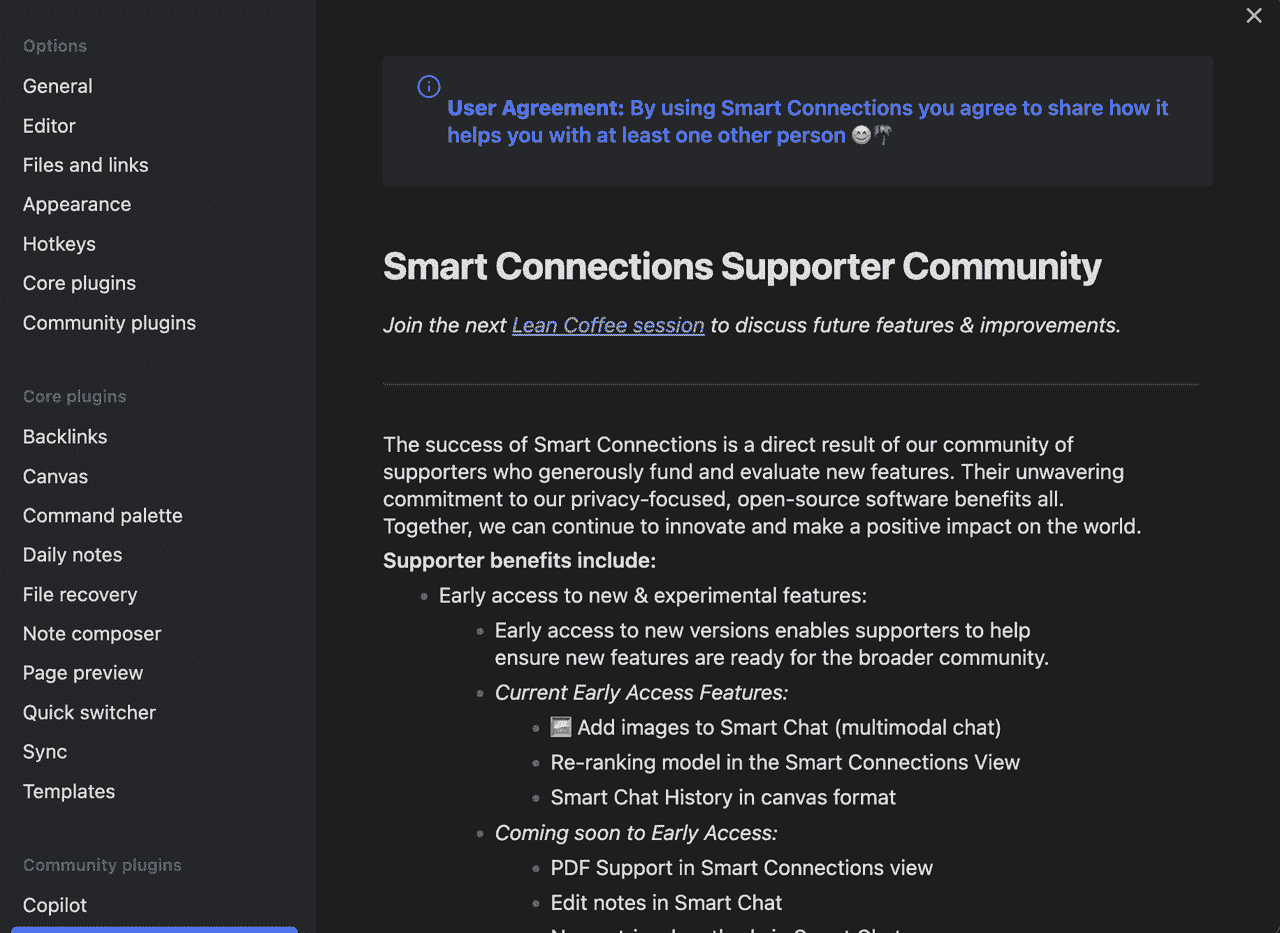 Options
General
Editor
Files and links
Appearance
Hotkeys
Core plugins
Community plugins
Core plugins
Backlinks
Canvas
Command palette
Daily notes
File recovery
Note composer
Page preview
Quick switcher
Sync
Templates
Community plugins
Copilot
User Agreement: By using Smart Connections you agree to share how it
helps you with at least one other person 😊🌴
Smart Connections Supporter Community
Join the next Lean Coffee session to discuss future features & improvements.
The success of Smart Connections is a direct result of our community of
supporters who generously fund and evaluate new features. Their unwavering
commitment to our privacy-focused, open-source software benefits all.
Together, we can continue to innovate and make a positive impact on the world.
Supporter benefits include:
Early access to new & experimental features:
Early access to new versions enables supporters to help
ensure new features are ready for the broader community.
Current Early Access Features:
Add images to Smart Chat (multimodal chat)
Re-ranking model in the Smart Connections View
Smart Chat History in canvas format
Coming soon to Early Access:
PDF Support in Smart Connections view
Edit notes in Smart Chat